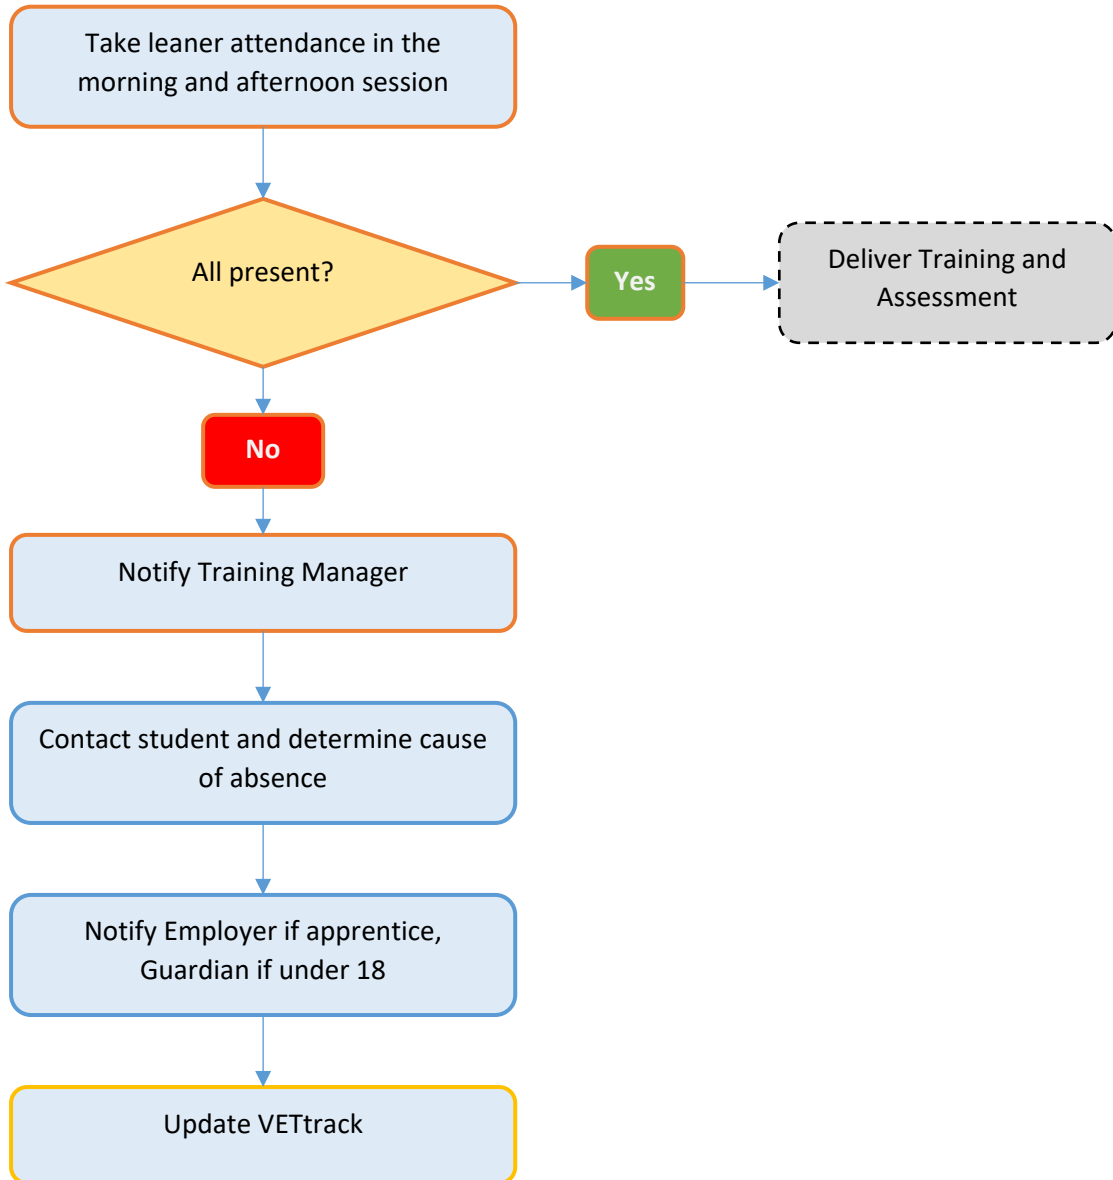 Take leaner attendance in the
morning and afternoon session
All present?
Yes
Deliver Training and
Assessment
No
Notify Training Manager
Contact student and determine cause
of absence
Notify Employer if apprentice,
Guardian if under 18
Update VETtrack